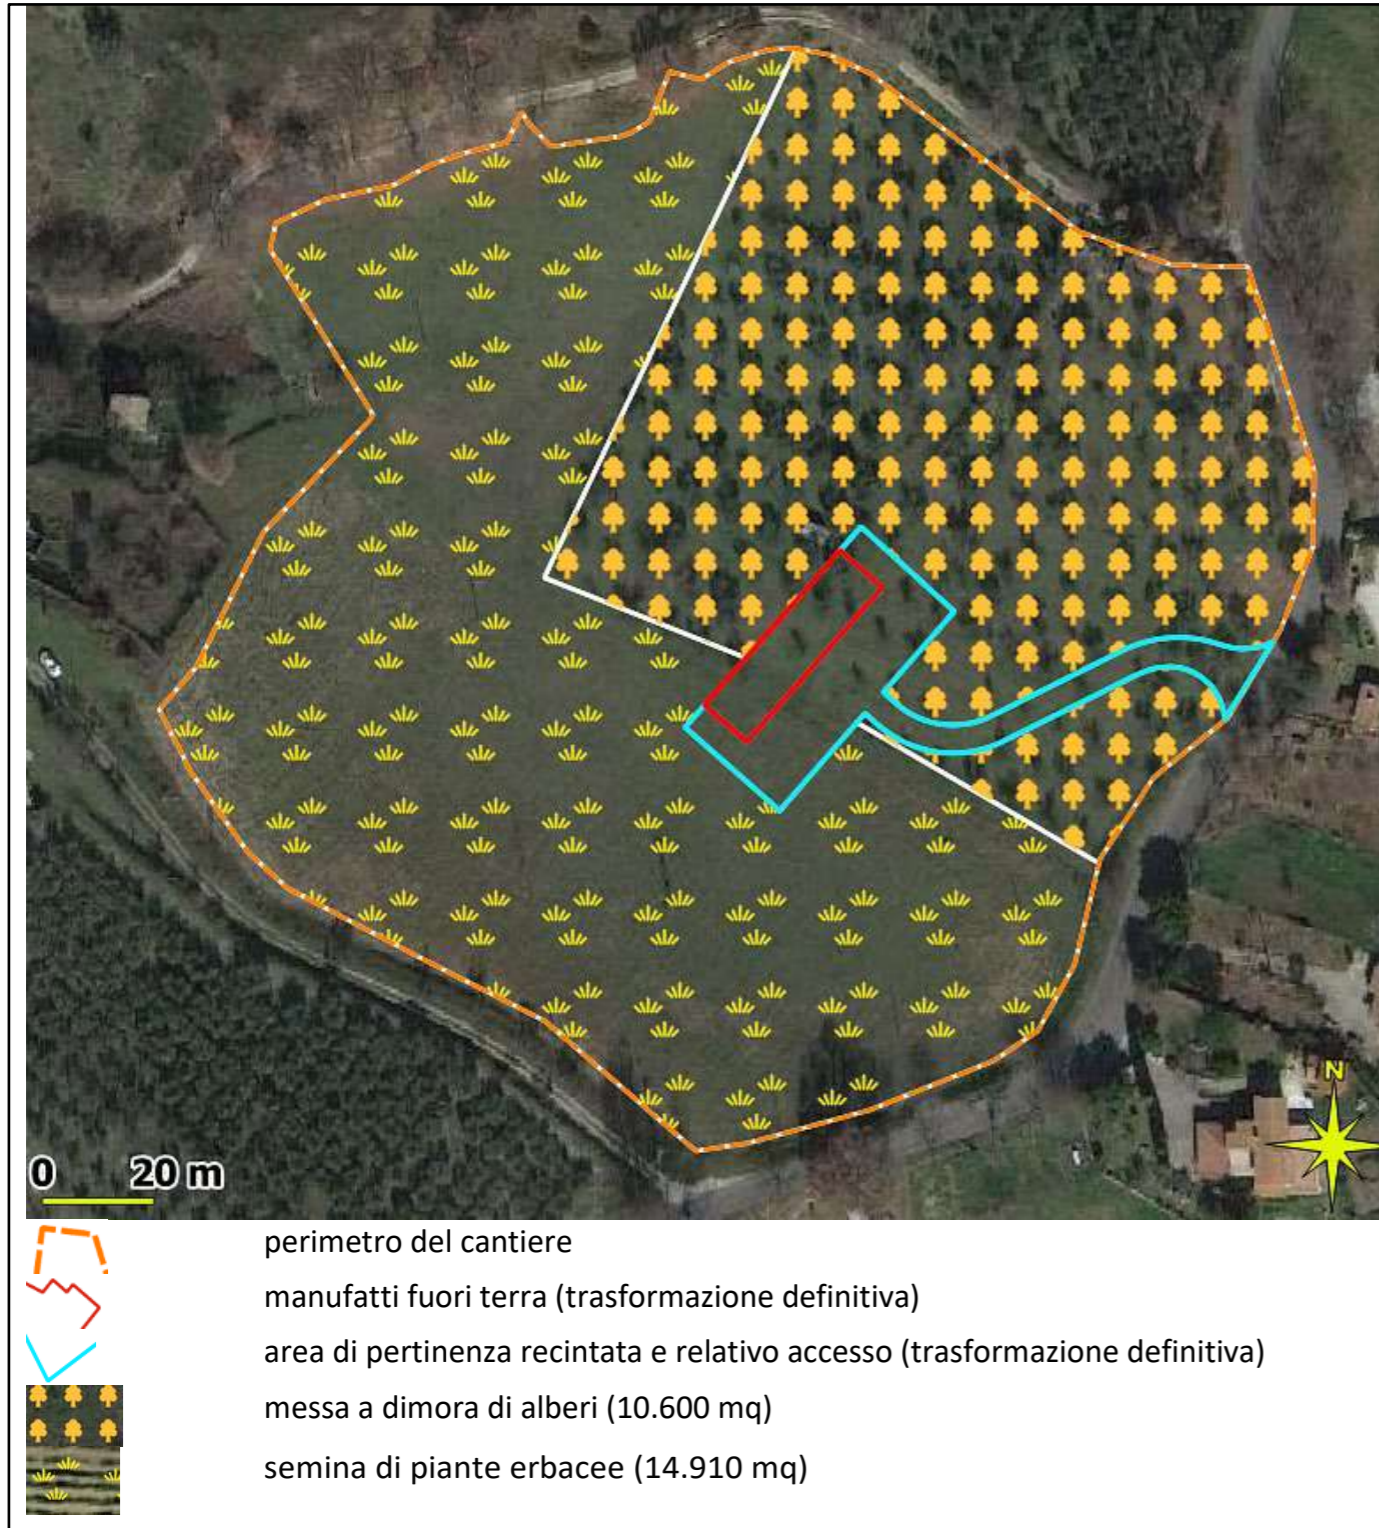 N
0 20 m
perimetro del cantiere
manufatti fuori terra (trasformazione definitiva)
area di pertinenza recintata e relativo accesso (trasformazione definitiva)
messa a dimora di alberi (10.600 mq)
semina di piante erbacee (14.910 mq)